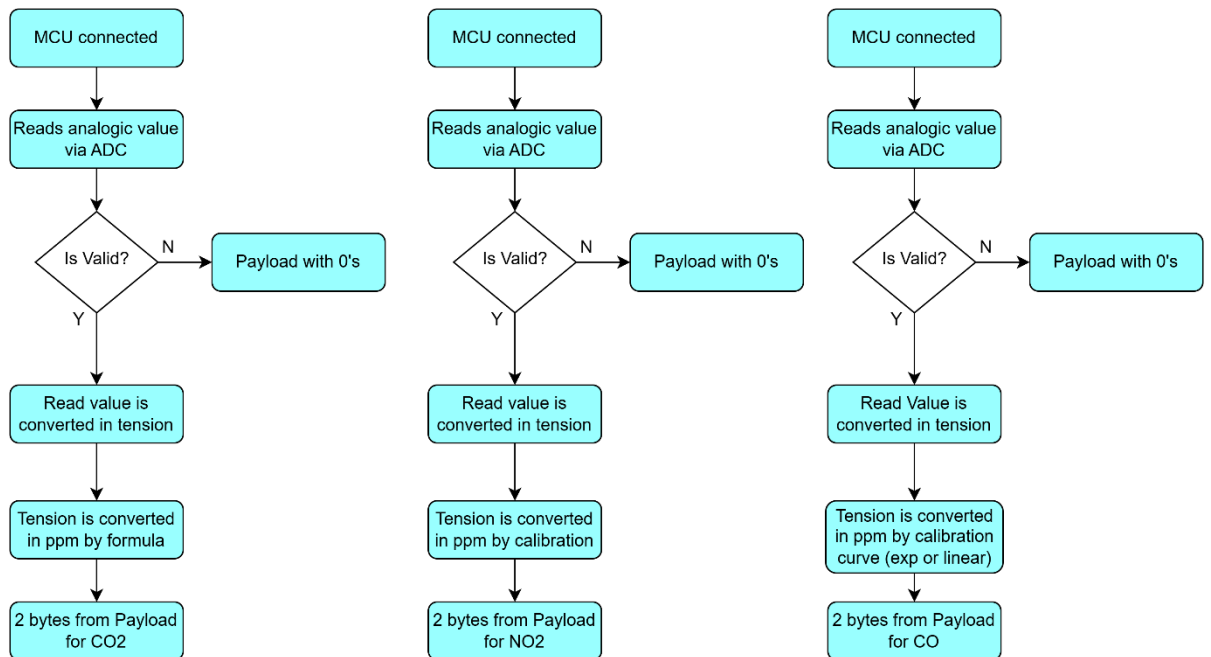 MCU connected
Reads analogic value
via ADC
Is Valid?
N
Payload with 0's
Y
Read value is
converted in tension
Tension is converted
in ppm by formula
2 bytes from Payload
for CO2
MCU connected
Reads analogic value
via ADC
Is Valid?
N
Payload with 0's
Y
Read value is
converted in tension
Tension is converted
in ppm by calibration
2 bytes from Payload
for NO2
MCU connected
Reads analogic value
via ADC
Is Valid?
N
Payload with 0's
Y
Read Value is
converted in tension
Tension is converted
in ppm by calibration
curve (exp or linear)
2 bytes from Payload
for CO